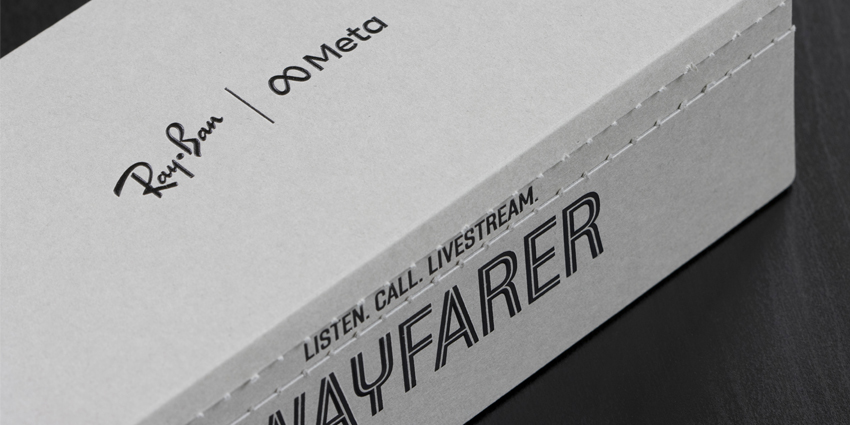 Ray-Ban | ∞ Meta
LISTEN. CALL. LIVESTREAM.
WAYFARER